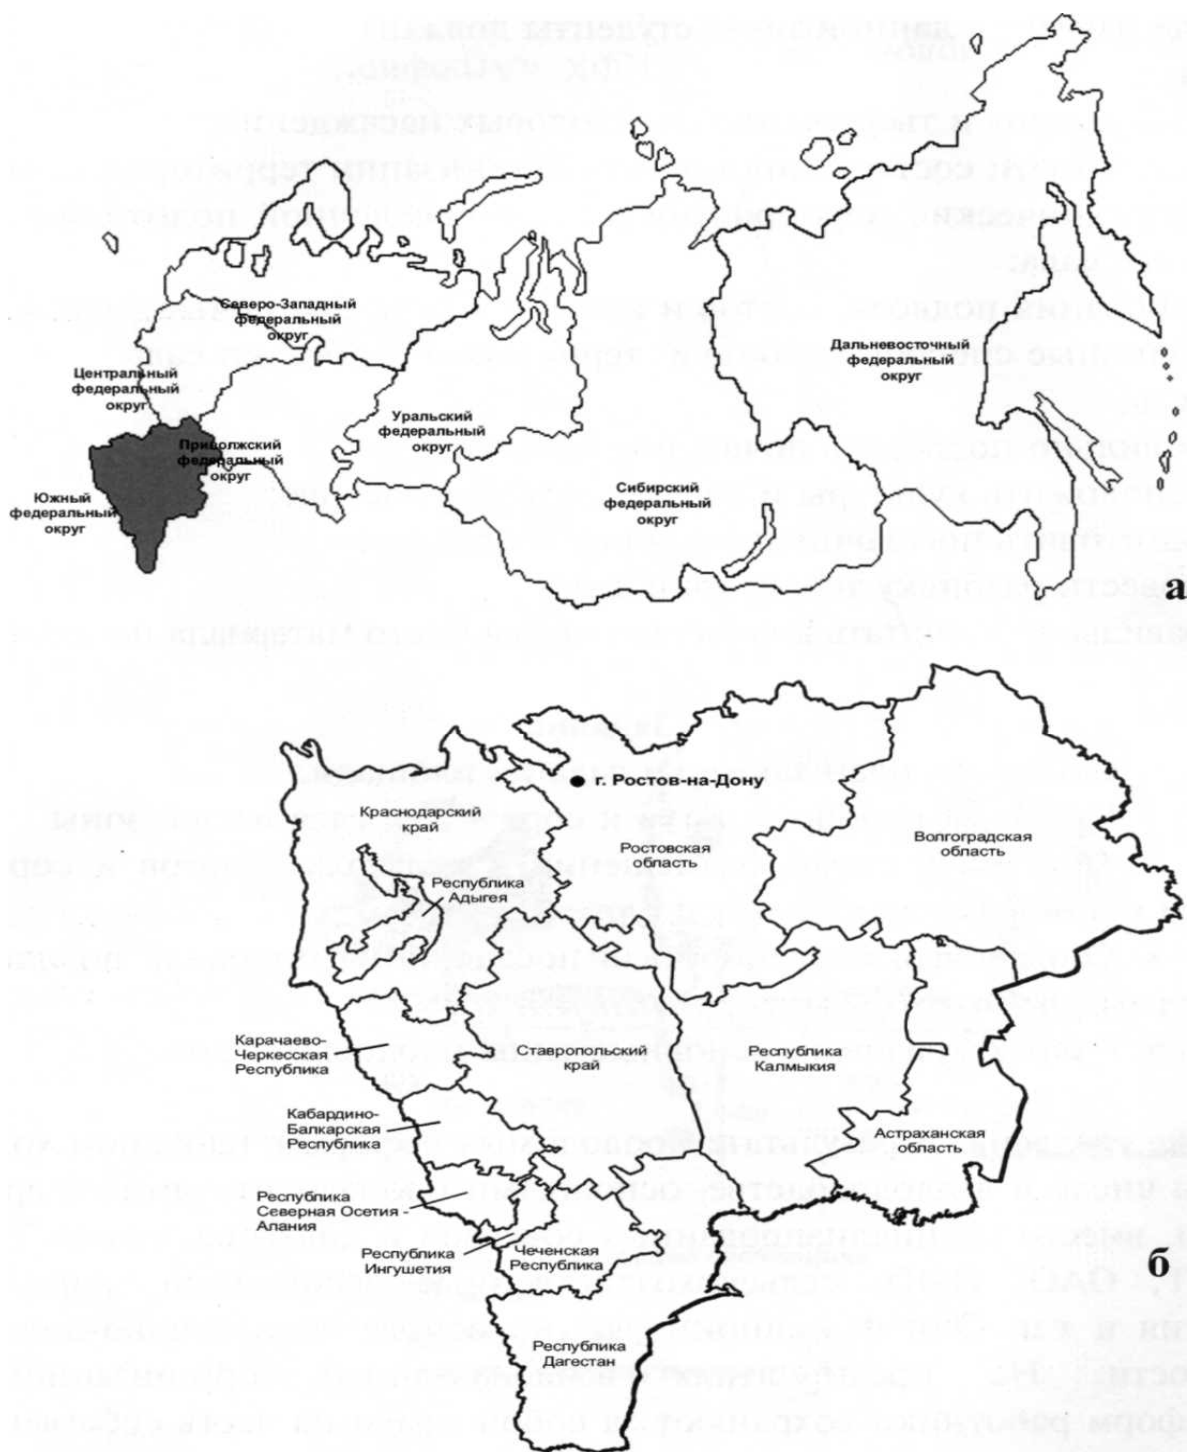 Северо-Западный
федеральный
округ
Центральный
федеральный
округ
Дальневосточный
федеральный
округ
Уральский
федеральный
округ
Приволжский
федеральный
округ
Южный
федеральный
округ
Сибирский
федеральный
округ
а
г. Ростов-на-Дону
Краснодарский
край
Ростовская
область
Волгоградская
область
Республика
Адыгея
Карачаево-
Черкесская
Республика
Ставропольский
край
Республика
Калмыкия
Кабардино-
Балкарская
Республика
Астраханская
область
Республика
Северная Осетия -
Алания
Республика
Ингушетия
Чеченская
Республика
б
Республика
Дагестан